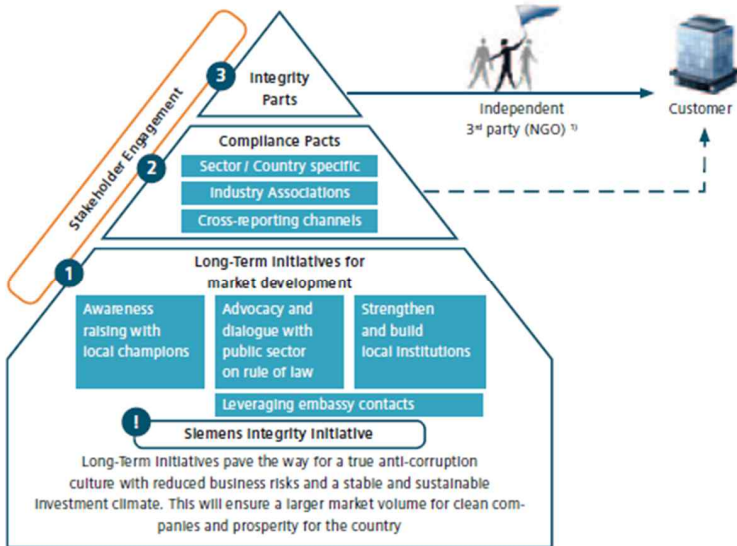 Stakeholder Engagement
3
Integrity
Parts
Independent
3rd party (NGO) 1)
Customer
2
Compliance Pacts
Sector / Country specific
Industry Associations
Cross-reporting channels
1
Long-Term Initiatives for
market development
Awareness
raising with
local champions
Advocacy and
dialogue with
public sector
on rule of law
Strengthen
and build
local institutions
Leveraging embassy contacts
!
Siemens Integrity Initiative
Long-Term Initiatives pave the way for a true anti-corruption
culture with reduced business risks and a stable and sustainable
investment climate. This will ensure a larger market volume for clean com-
panies and prosperity for the country